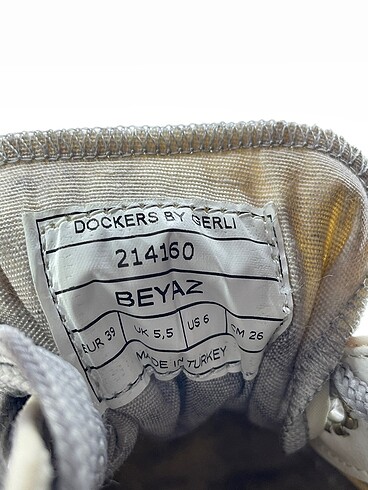 DOCKERS BY GERLI
214160
BEYAZ
EUR 39 UK 5,5 US 6 CM 26
MADE IN TURKEY